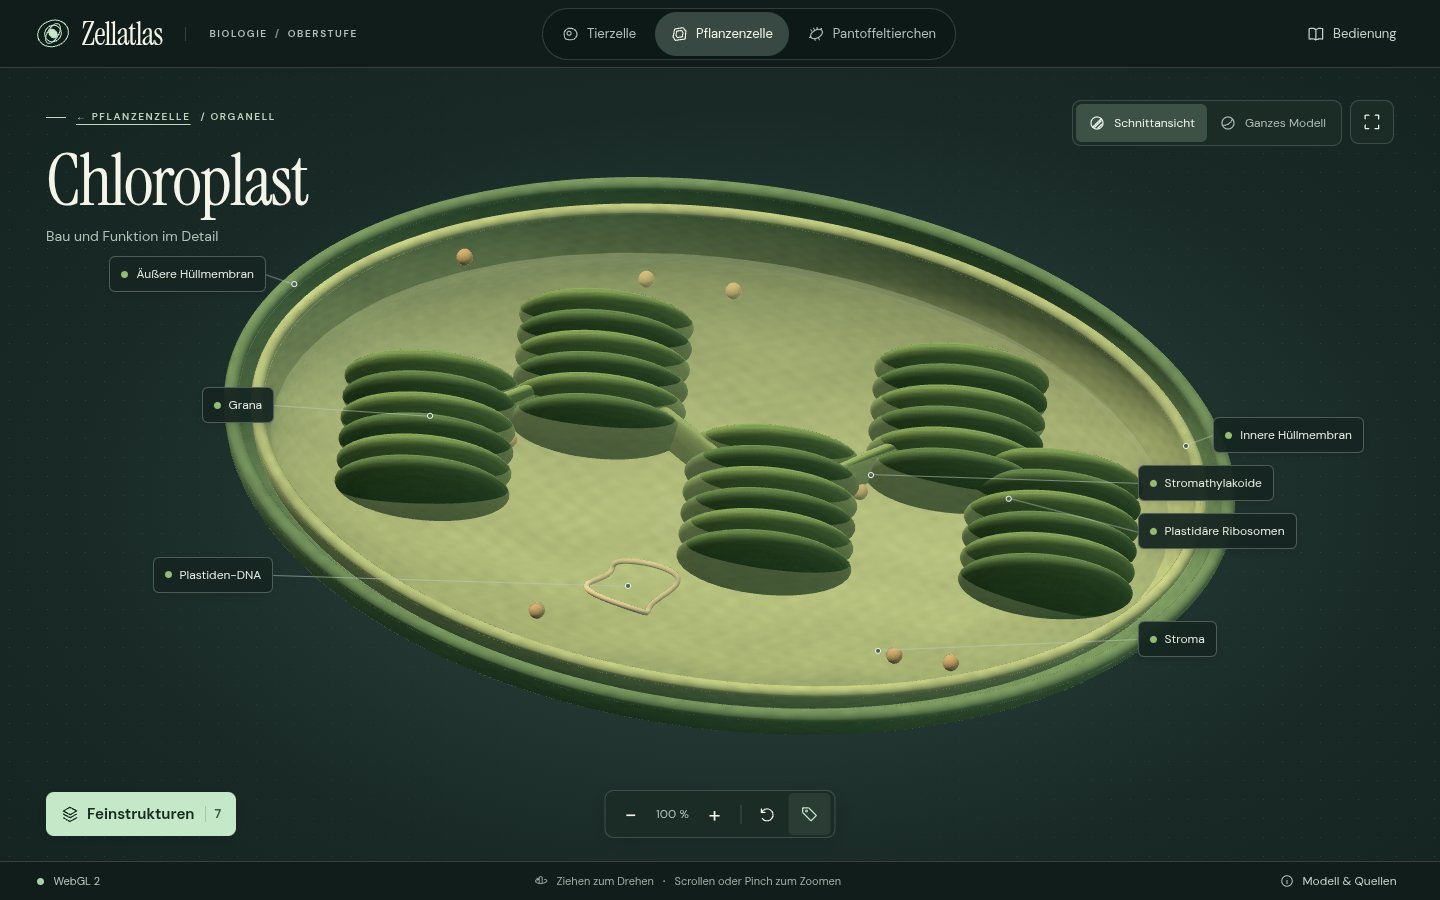 Zellatlas
BIOLOGIE / OBERSTUFE
Tierzelle
Pflanzenzelle
Pantoffeltierchen
Bedienung
← PFLANZENZELLE / ORGANELL
Schnittansicht
Ganzes Modell
Chloroplast
Bau und Funktion im Detail
Äußere Hüllmembran
Grana
Innere Hüllmembran
Stromathylakoide
Plastidäre Ribosomen
Plastiden-DNA
Stroma
Feinstrukturen 7
− 100 % +
WebGL 2
Ziehen zum Drehen · Scrollen oder Pinch zum Zoomen
Modell & Quellen